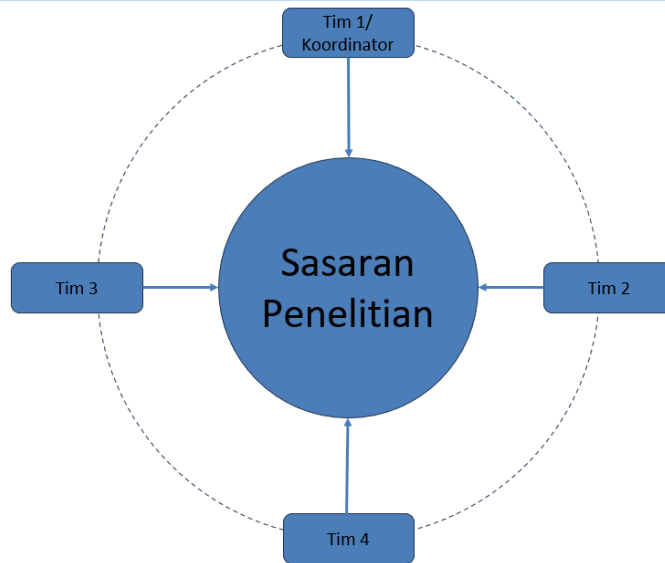 Tim 1/
Koordinator
Sasaran
Penelitian
Tim 3
Tim 2
Tim 4